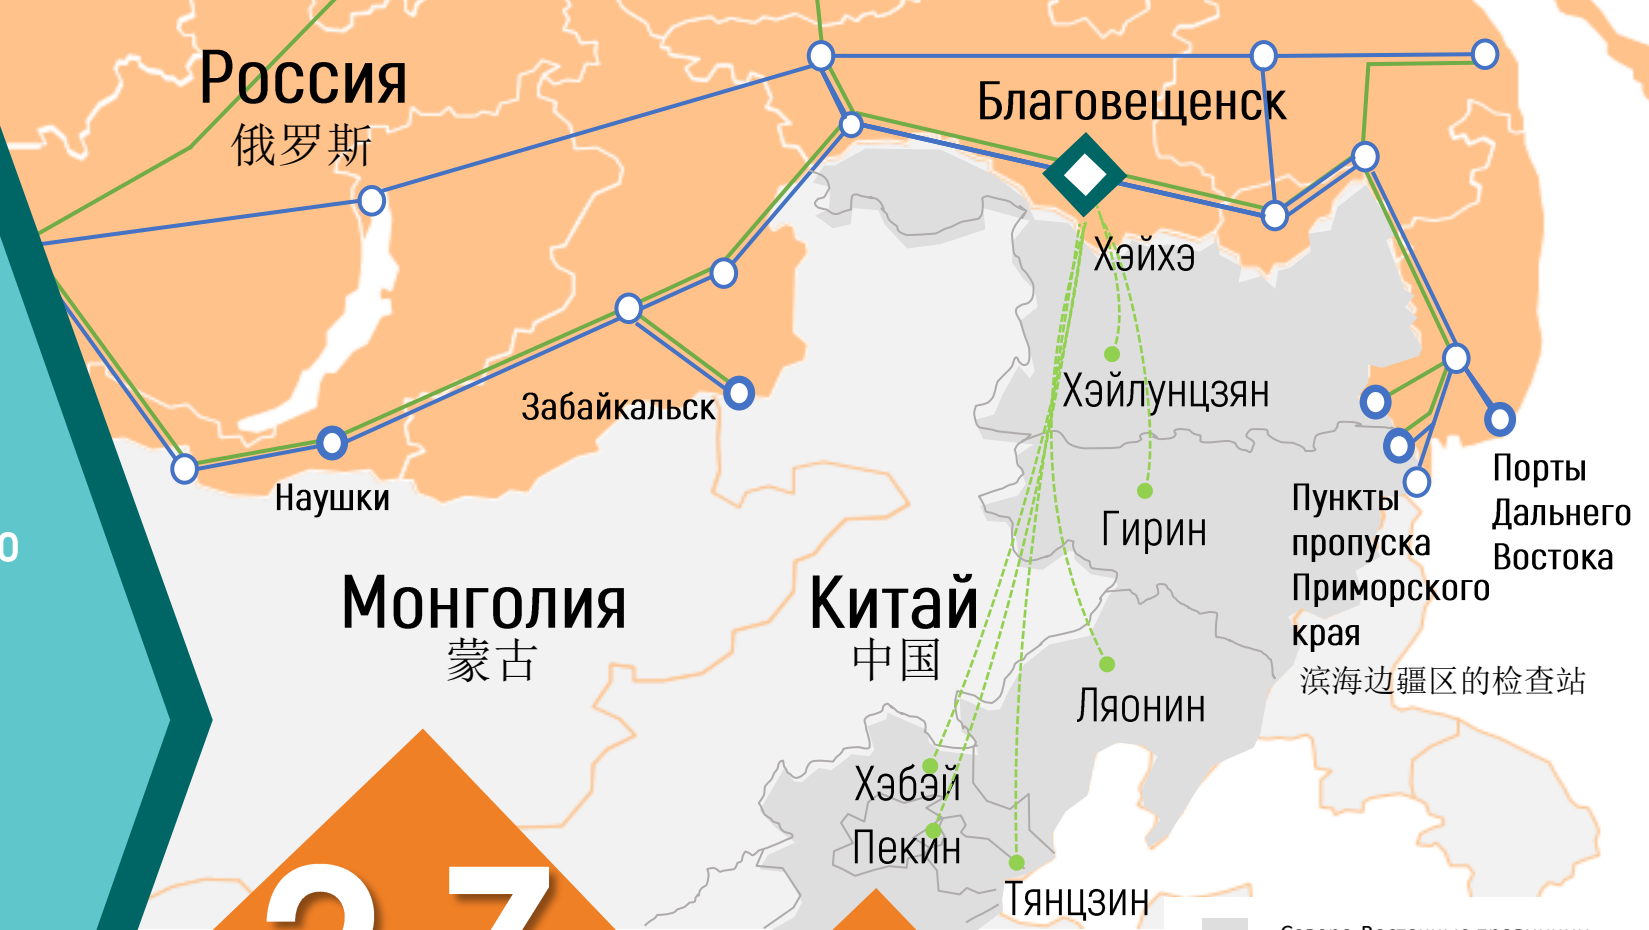 Россия
俄罗斯
Благовещенск
Хэйхэ
Хэйлунцзян
Забайкальск
Наушки
Гирин
Порты
Дальнего
Востока
Пункты
пропуска
Приморского
края
滨海边疆区的检查站
Монголия
蒙古
Китай
中国
Ляонин
Хэбэй
Пекин
Тянцзин
о